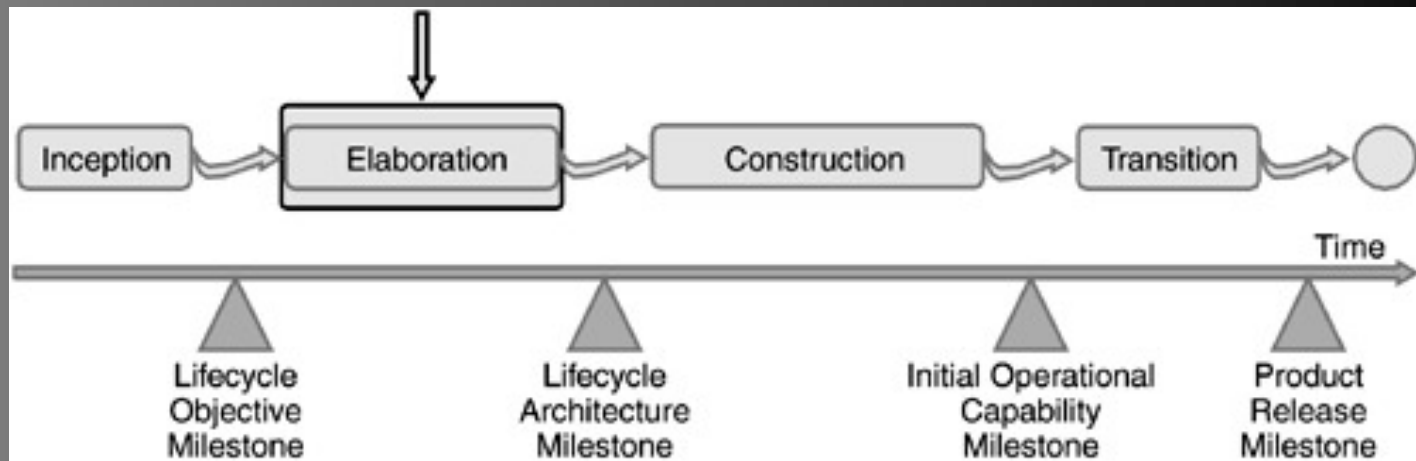 Inception
Elaboration
Construction
Transition
Time
Lifecycle
Objective
Milestone
Lifecycle
Architecture
Milestone
Initial Operational
Capability
Milestone
Product
Release
Milestone